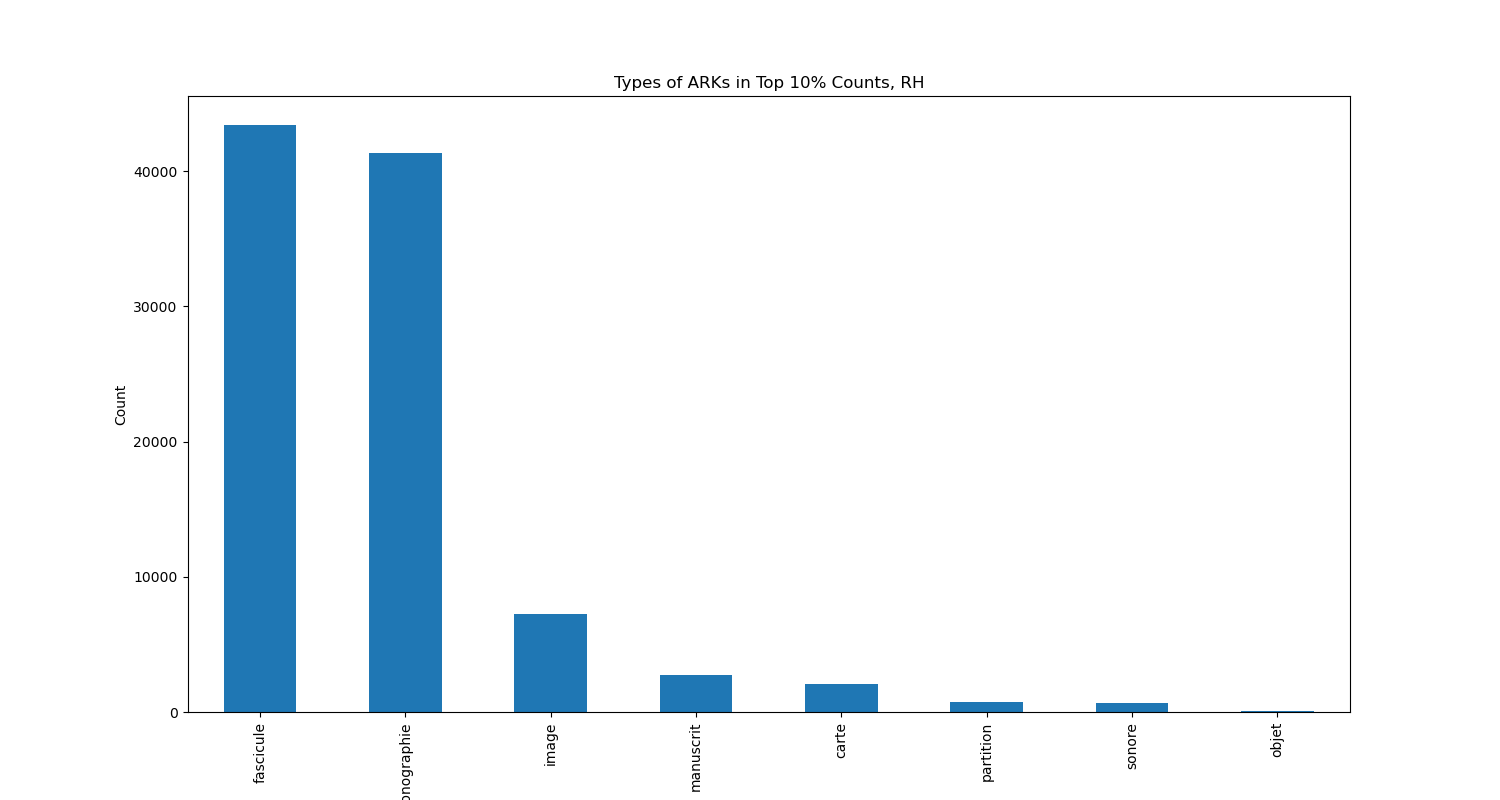 Types of ARKs in Top 10% Counts, RH
Count
40000
30000
20000
10000
0
fascicule
onographie
image
manuscrit
carte
partition
sonore
objet